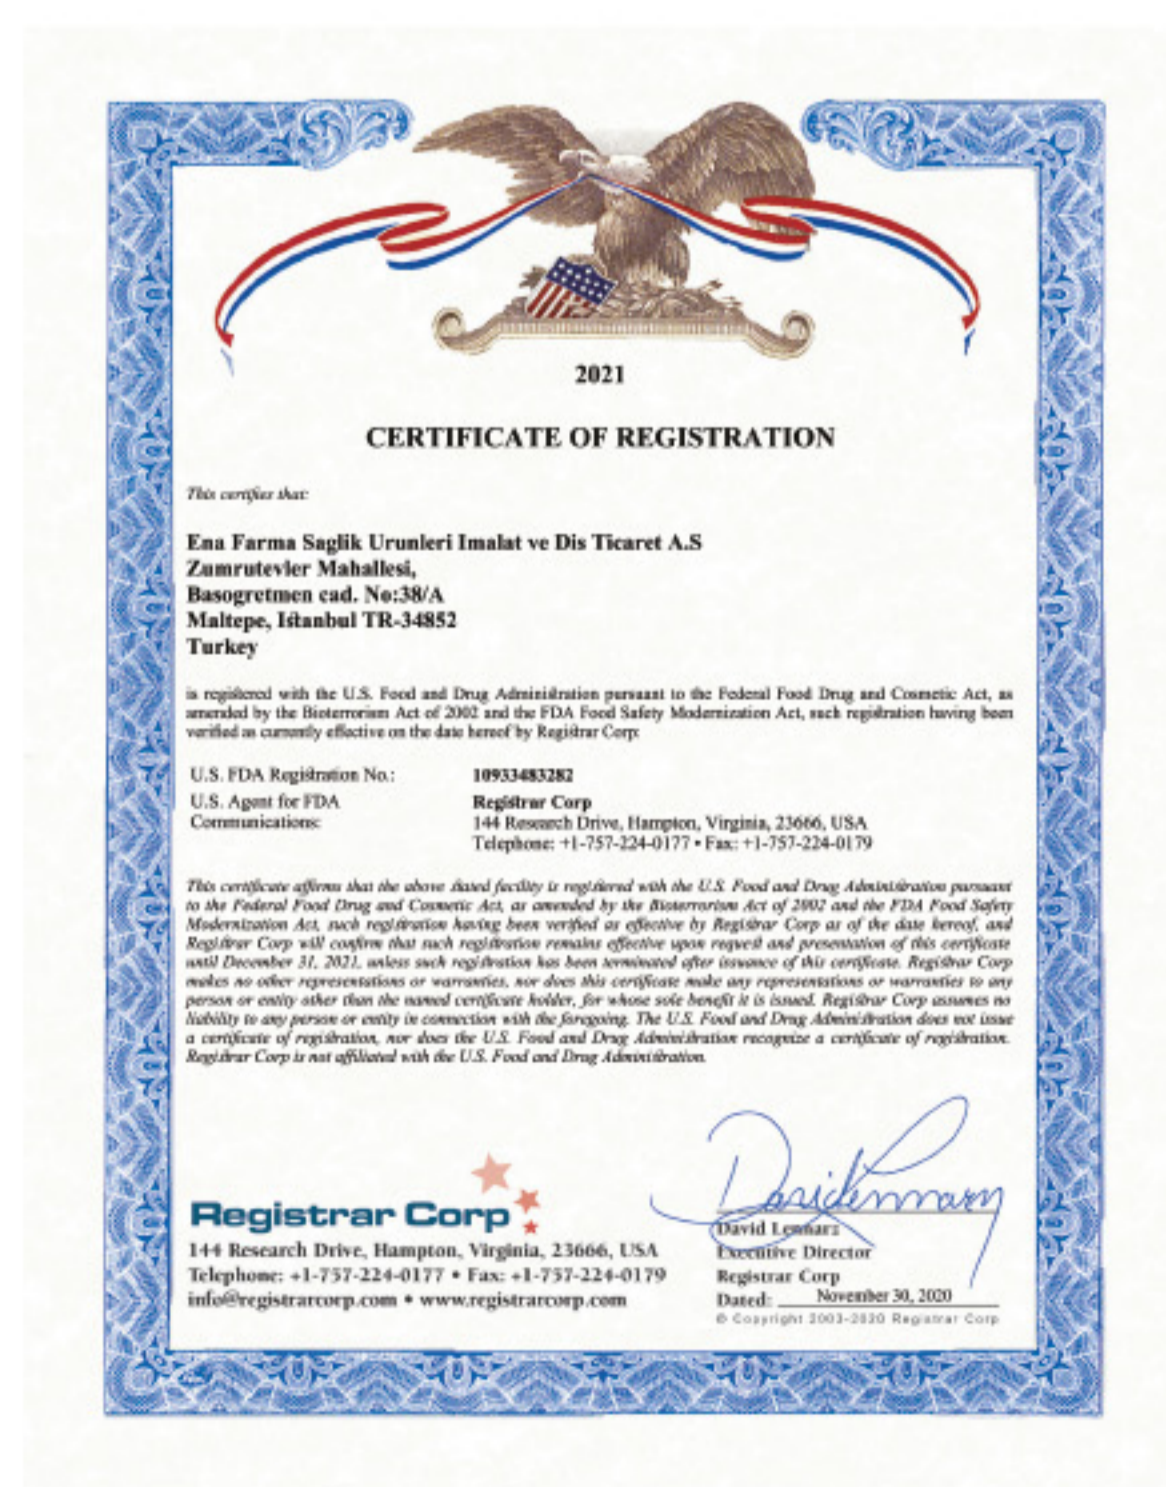 2021
CERTIFICATE OF REGISTRATION
This certifies that:
Ena Farma Saglik Urunleri Imalat ve Dis Ticaret A.S
Zumrutevler Mahallesi,
Basogretmen cad. No:38/A
Maltepe, Istanbul TR-34852
Turkey
is registered with the U.S. Food and Drug Administration pursuant to the Federal Food Drug and Cosmetic Act, as
amended by the Bioterrorism Act of 2002 and the FDA Food Safety Modernization Act, such registration having been
verified as currently effective on the date hereof by Registrar Corp:
U.S. FDA Registration No.: 10933483282
U.S. Agent for FDA Registrar Corp
Communications: 144 Research Drive, Hampton, Virginia, 23666, USA
Telephone: +1-757-224-0177 • Fax: +1-757-224-0179
This certificate affirms that the above stated facility is registered with the U.S. Food and Drug Administration pursuant
to the Federal Food Drug and Cosmetic Act, as amended by the Bioterrorism Act of 2002 and the FDA Food Safety
Modernization Act, such registration having been verified as effective by Registrar Corp as of the date hereof, and
Registrar Corp will confirm that such registration remains effective upon request and presentation of this certificate
until December 31, 2021, unless such registration has been terminated after issuance of this certificate. Registrar Corp
makes no other representations or warranties, nor does this certificate make any representations or warranties to any
person or entity other than the named certificate holder, for whose sole benefit it is issued. Registrar Corp assumes no
liability to any person or entity in connection with the foregoing. The U.S. Food and Drug Administration does not issue
a certificate of registration, nor does the U.S. Food and Drug Administration recognize a certificate of registration.
Registrar Corp is not affiliated with the U.S. Food and Drug Administration.
Registrar Corp
144 Research Drive, Hampton, Virginia, 23666, USA
Telephone: +1-757-224-0177 • Fax: +1-757-224-0179
info@registrarcorp.com • www.registrarcorp.com
David Lennarz
Executive Director
Registrar Corp
Dated: November 30, 2020
© Copyright 2003-2020 Registrar Corp